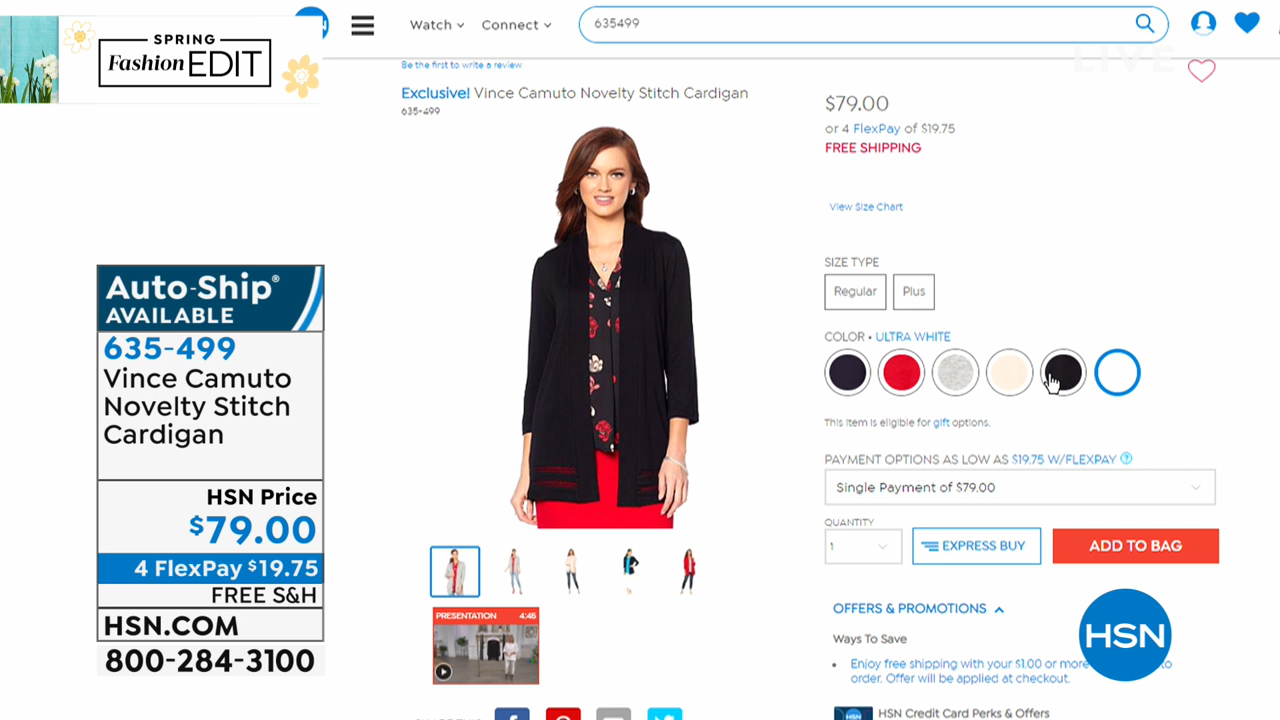 SPRING
Fashion EDIT
Watch
Connect
635499
LIVE
Be the first to write a review
Exclusive! Vince Camuto Novelty Stitch Cardigan
635-499
$79.00
or 4 FlexPay of $19.75
FREE SHIPPING
View Size Chart
SIZE TYPE
Regular
Plus
COLOR • ULTRA WHITE
This item is eligible for gift options.
PAYMENT OPTIONS AS LOW AS $19.75 W/FLEXPAY ?
Single Payment of $79.00
QUANTITY
1
EXPRESS BUY
ADD TO BAG
OFFERS & PROMOTIONS
Ways To Save
• Enjoy free shipping with your $1.00 or more
order. Offer will be applied at checkout.
HSN Credit Card Perks & Offers
HSN
HSN
PRESENTATION 4:45
Auto-Ship®
AVAILABLE
635-499
Vince Camuto
Novelty Stitch
Cardigan
HSN Price
$79.00
4 FlexPay $19.75
FREE S&H
HSN.COM
800-284-3100